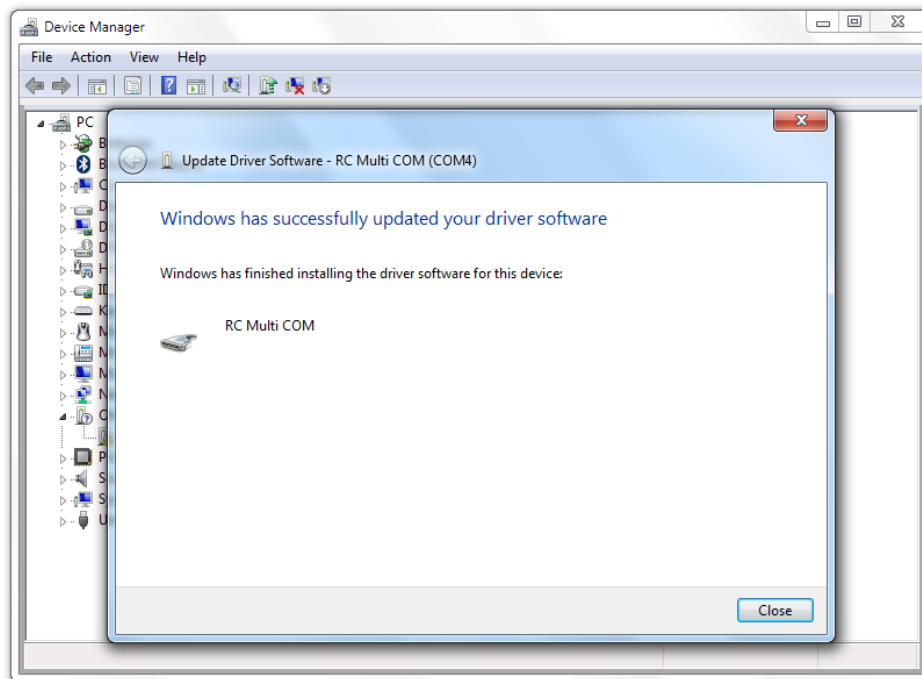 Device Manager
File Action View Help
PC
Update Driver Software - RC Multi COM (COM4)
Windows has successfully updated your driver software
Windows has finished installing the driver software for this device:
RC Multi COM
Close